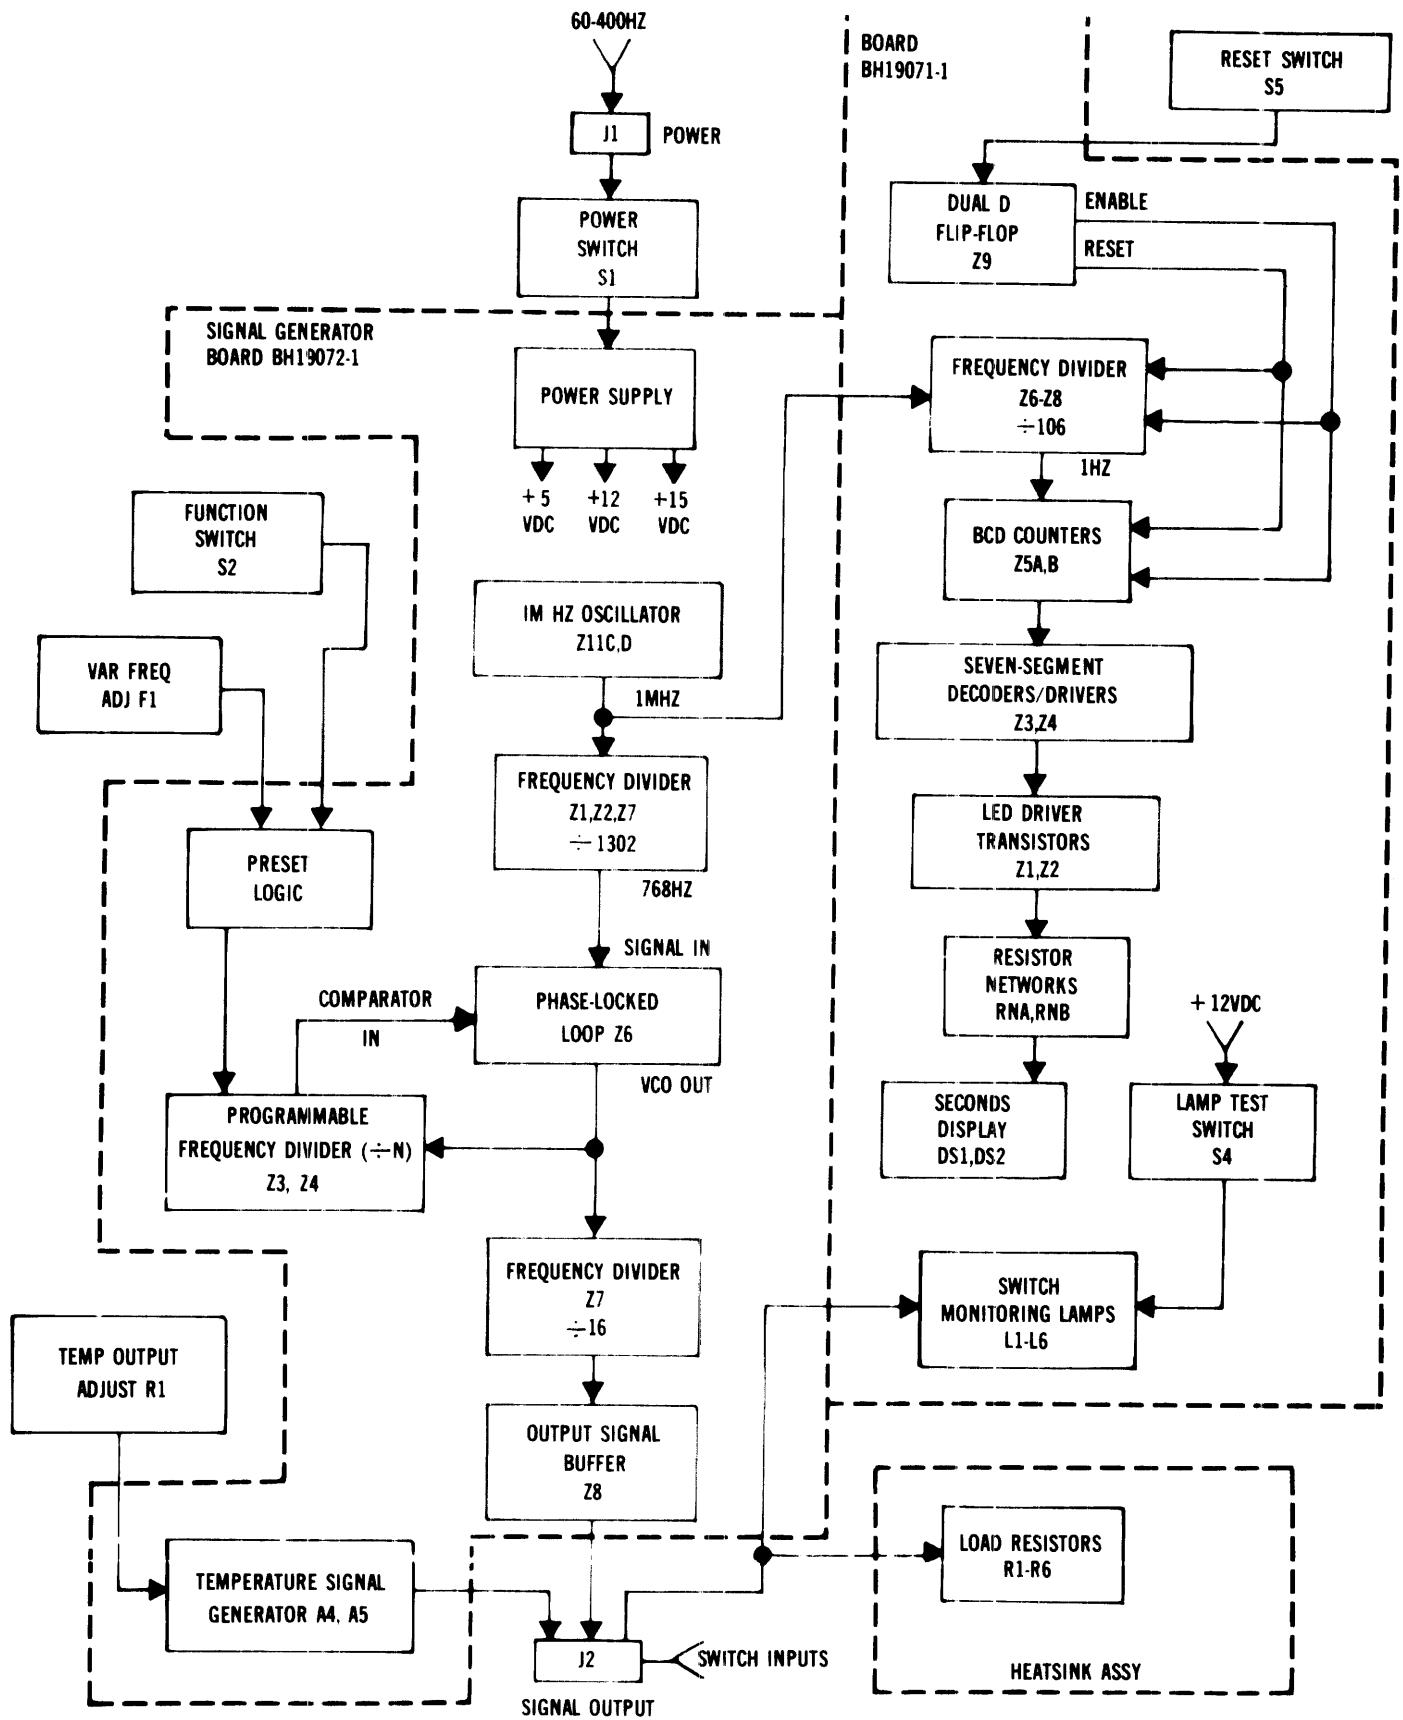 60-400HZ
J1
POWER
POWER
SWITCH
S1
BOARD
BH19071-1
RESET SWITCH
S5
DUAL D
FLIP-FLOP
Z9
ENABLE
RESET
SIGNAL GENERATOR
BOARD BH19072-1
POWER SUPPLY
+5
VDC
+12
VDC
+15
VDC
FREQUENCY DIVIDER
Z6-Z8
÷106
1HZ
BCD COUNTERS
Z5A,B
FUNCTION
SWITCH
S2
VAR FREQ
ADJ F1
IM HZ OSCILLATOR
Z11C,D
1MHZ
SEVEN-SEGMENT
DECODERS/DRIVERS
Z3,Z4
FREQUENCY DIVIDER
Z1,Z2,Z7
÷1302
768HZ
LED DRIVER
TRANSISTORS
Z1,Z2
PRESET
LOGIC
SIGNAL IN
PHASE-LOCKED
LOOP Z6
COMPARATOR
IN
VCO OUT
RESISTOR
NETWORKS
RNA,RNB
+12VDC
PROGRAMMABLE
FREQUENCY DIVIDER (÷N)
Z3, Z4
SECONDS
DISPLAY
DS1,DS2
LAMP TEST
SWITCH
S4
FREQUENCY DIVIDER
Z7
÷16
SWITCH
MONITORING LAMPS
L1-L6
TEMP OUTPUT
ADJUST R1
OUTPUT SIGNAL
BUFFER
Z8
TEMPERATURE SIGNAL
GENERATOR A4, A5
LOAD RESISTORS
R1-R6
J2
SWITCH INPUTS
HEATSINK ASSY
SIGNAL OUTPUT